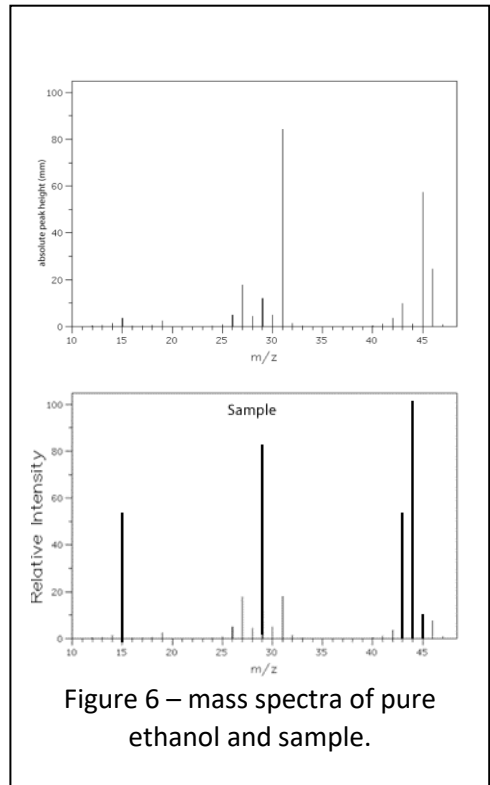 absolute peak height (mm)
100
80
60
40
20
0
10 15 20 25 30 35 40 45
m/z
Sample
Relative Intensity
100
80
60
40
20
0
10 15 20 25 30 35 40 45
m/z
Figure 6 – mass spectra of pure
ethanol and sample.